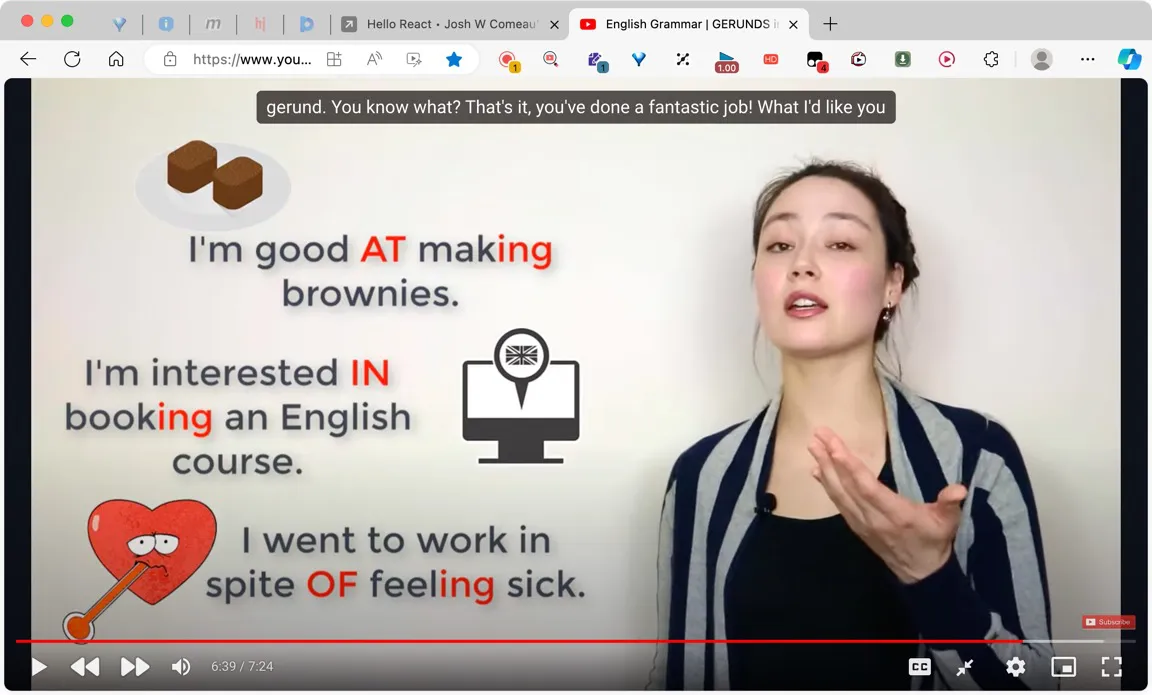 m
hi
Hello React • Josh W Comeau'
English Grammar | GERUNDS i
https://www.you...
1
1
1.00
HD
4
gerund. You know what? That's it, you've done a fantastic job! What I'd like you
I'm good AT making
brownies.
I'm interested IN
booking an English
course.
I went to work in
spite OF feeling sick.
Subscribe
6:39 / 7:24
CC